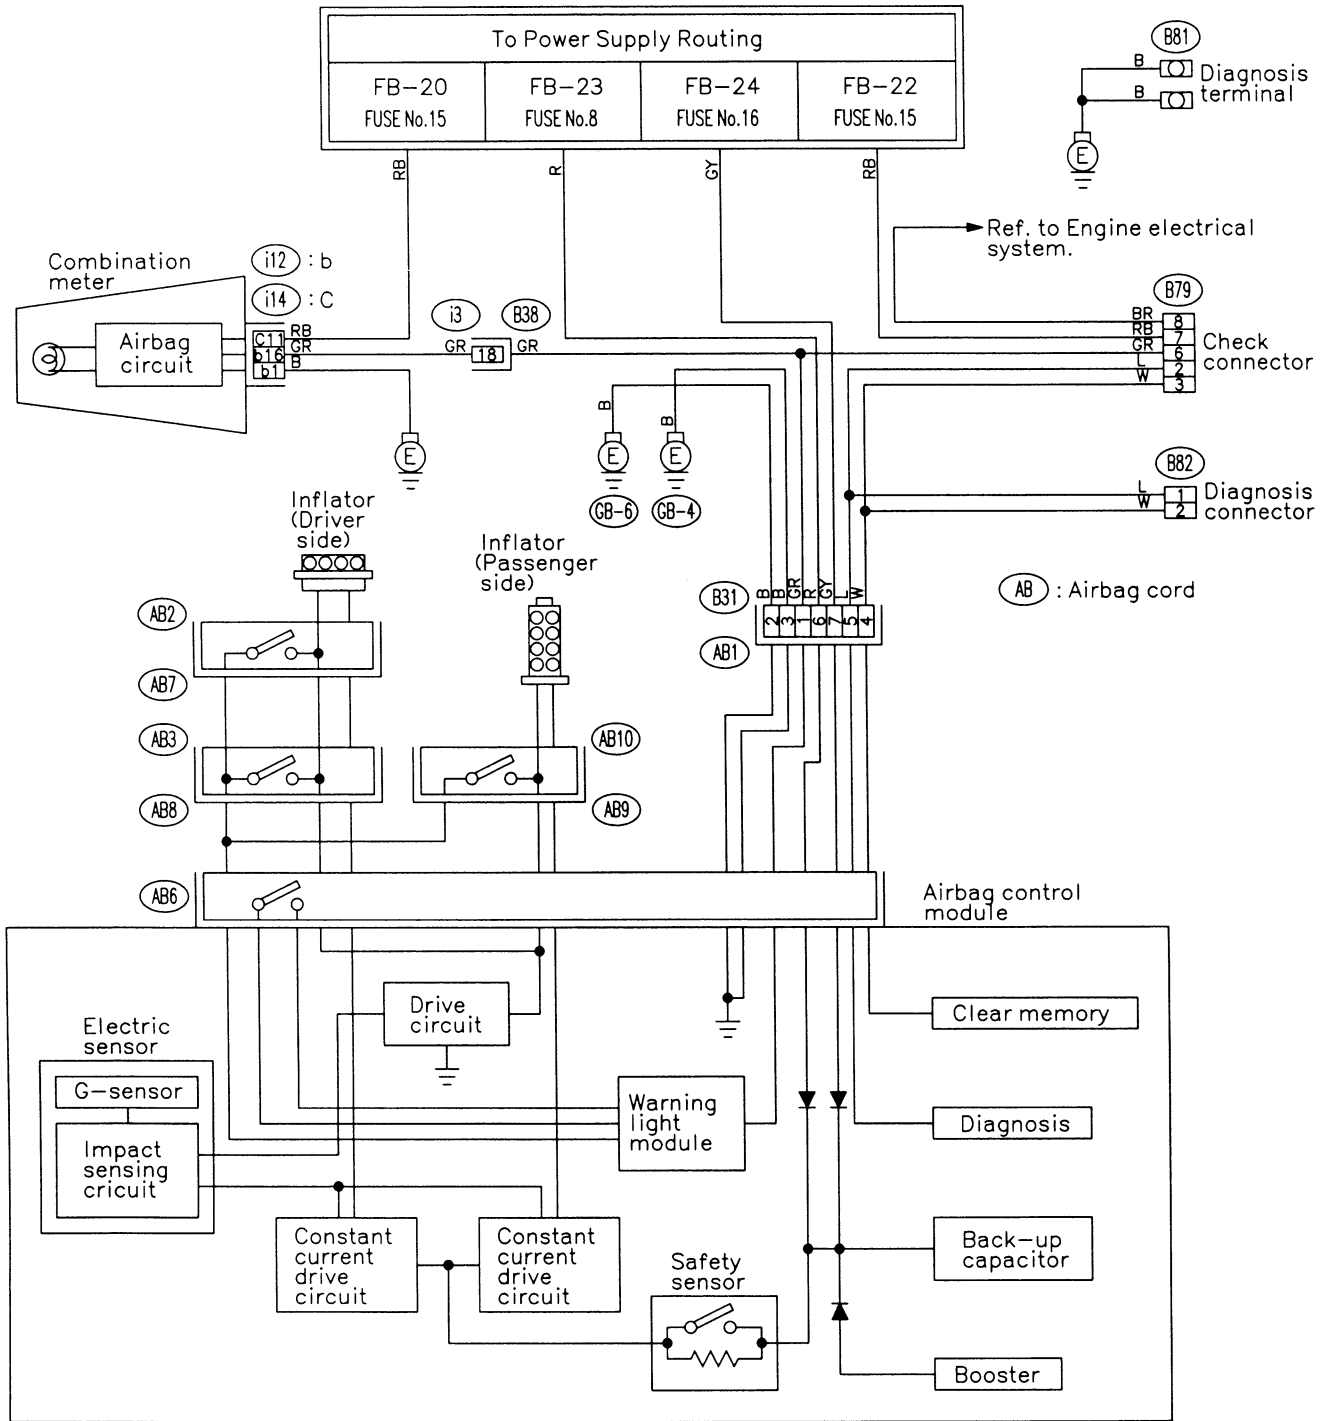 To Power Supply Routing
FB-20
FUSE No.15
FB-23
FUSE No.8
FB-24
FUSE No.16
FB-22
FUSE No.15
B81
B
B
Diagnosis
terminal
E
RB
R
GY
RB
Ref. to Engine electrical
system.
Combination
meter
i12 : b
i14 : C
Airbag
circuit
C11
b16
b1
RB
GR
B
i3
B38
GR
18
GR
B79
BR
RB
GR
L
W
8
7
6
2
3
Check
connector
E
B
B
E
E
GB-6
GB-4
B82
L
W
1
2
Diagnosis
connector
Inflator
(Driver
side)
Inflator
(Passenger
side)
AB : Airbag cord
B31
B
B
GR
R
GY
L
W
2
3
1
6
7
5
4
AB1
AB2
AB7
AB3
AB8
AB10
AB9
AB6
Airbag control
module
Drive
circuit
Clear memory
Electric
sensor
G-sensor
Impact
sensing
cricuit
Warning
light
module
Diagnosis
Constant
current
drive
circuit
Constant
current
drive
circuit
Safety
sensor
Back-up
capacitor
Booster